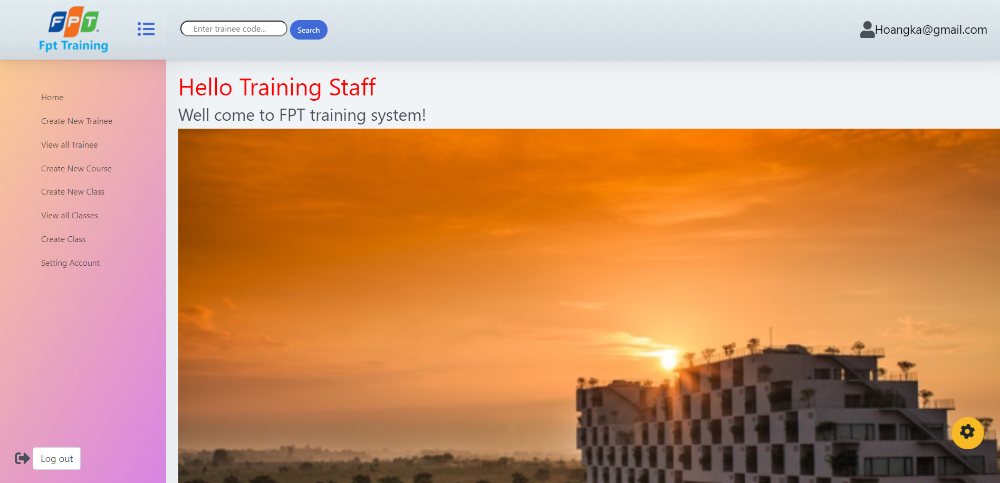 FPT
Fpt Training
Enter trainee code...
Search
Hoangka@gmail.com
Hello Training Staff
Well come to FPT training system!
Home
Create New Trainee
View all Trainee
Create New Course
Create New Class
View all Classes
Create Class
Setting Account
Log out